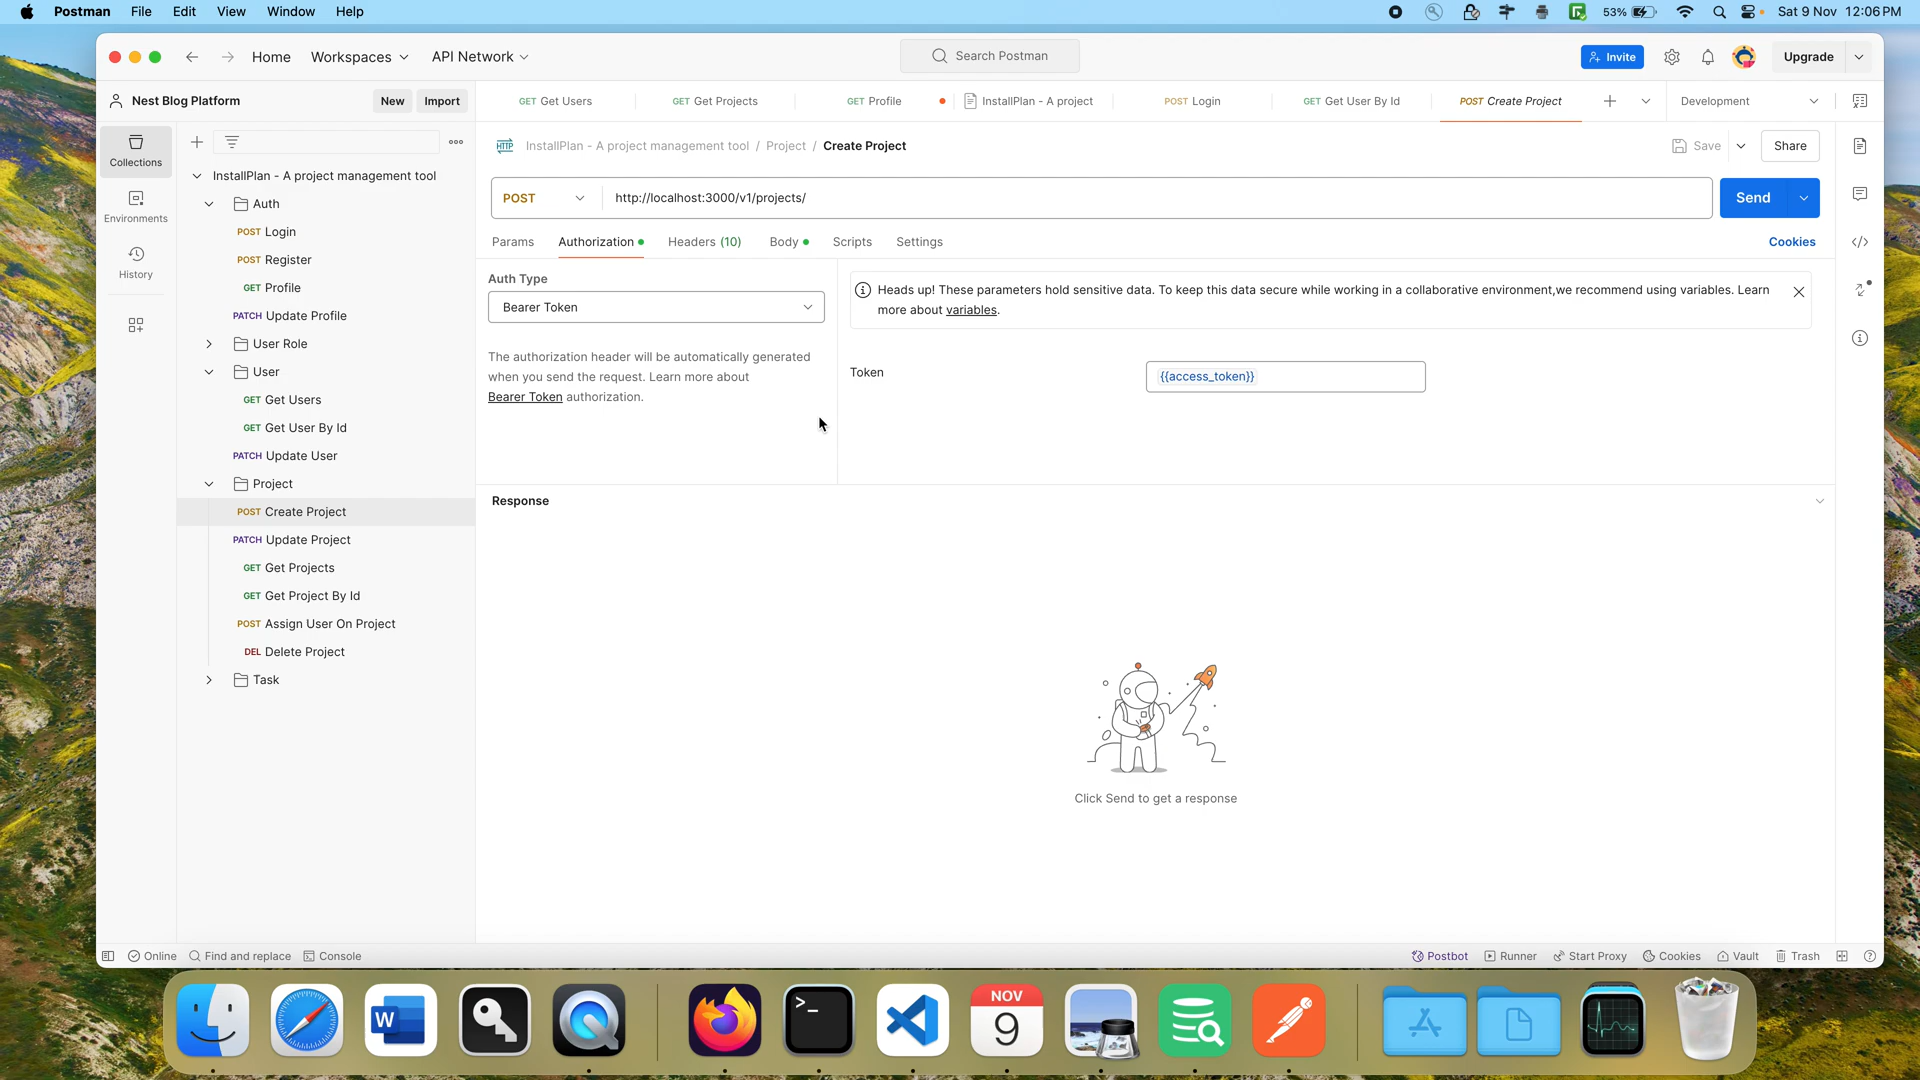 Postman File Edit View Window Help
53% Sat 9 Nov 12:06 PM
Home Workspaces API Network
Search Postman
Invite
Upgrade
Nest Blog Platform
New Import
GET Get Users
GET Get Projects
GET Profile
InstallPlan - A project
POST Login
GET Get User By Id
POST Create Project
Development
Collections
Environments
History
InstallPlan - A project management tool
Auth
POST Login
POST Register
GET Profile
PATCH Update Profile
User Role
User
GET Get Users
GET Get User By Id
PATCH Update User
Project
POST Create Project
PATCH Update Project
GET Get Projects
GET Get Project By Id
POST Assign User On Project
DEL Delete Project
Task
HTTP InstallPlan - A project management tool / Project / Create Project
Save
Share
POST http://localhost:3000/v1/projects/
Send
Params Authorization Headers (10) Body Scripts Settings
Cookies
Auth Type
Bearer Token
The authorization header will be automatically generated
when you send the request. Learn more about
Bearer Token authorization.
Heads up! These parameters hold sensitive data. To keep this data secure while working in a collaborative environment,we recommend using variables. Learn
more about variables.
Token
{{access_token}}
Response
Click Send to get a response
Online Find and replace Console
Postbot Runner Start Proxy Cookies Vault Trash
W
>_
NOV
9